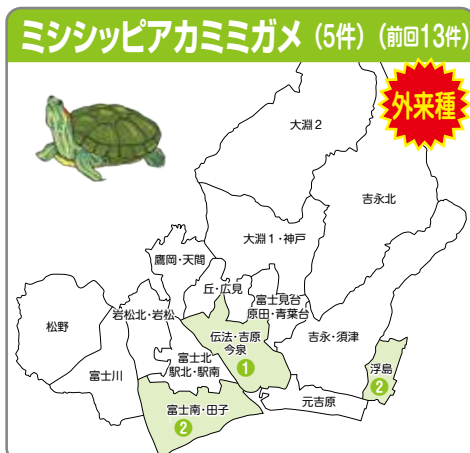 ミシシッピアカミミガメ (5件) (前回13件)
外来種
大淵2
吉永北
大淵1・神戸
鷹岡・天間
丘・広見
富士見台
原田・青葉台
岩松北・岩松
松野
伝法・吉原
今泉
1
吉永・須津
富士川
富士北
駅北・駅南
浮島
2
元吉原
富士南・田子
2